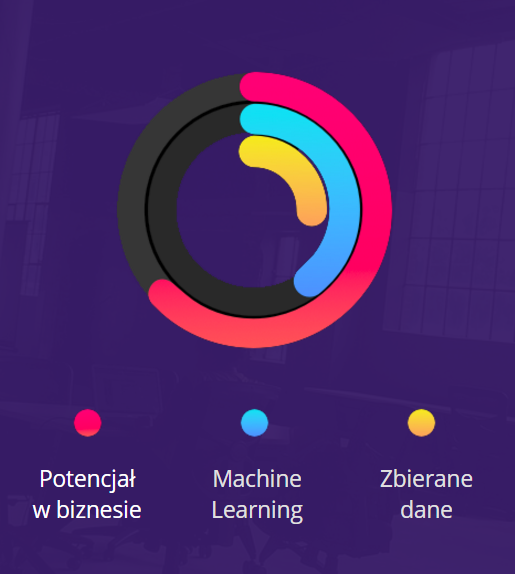 Potencjał
w biznesie
Machine
Learning
Zbierane
dane